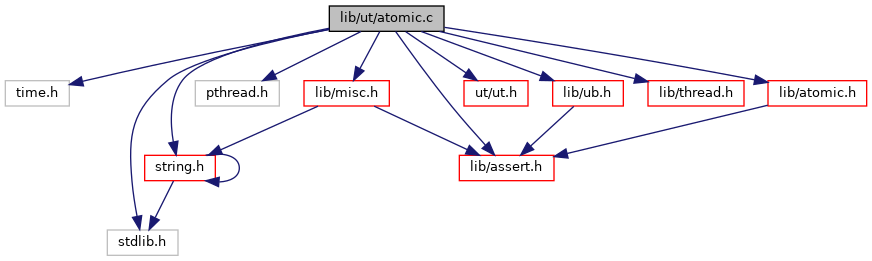 lib/ut/atomic.c
time.h
pthread.h
lib/misc.h
ut/ut.h
lib/ub.h
lib/thread.h
lib/atomic.h
string.h
lib/assert.h
stdlib.h